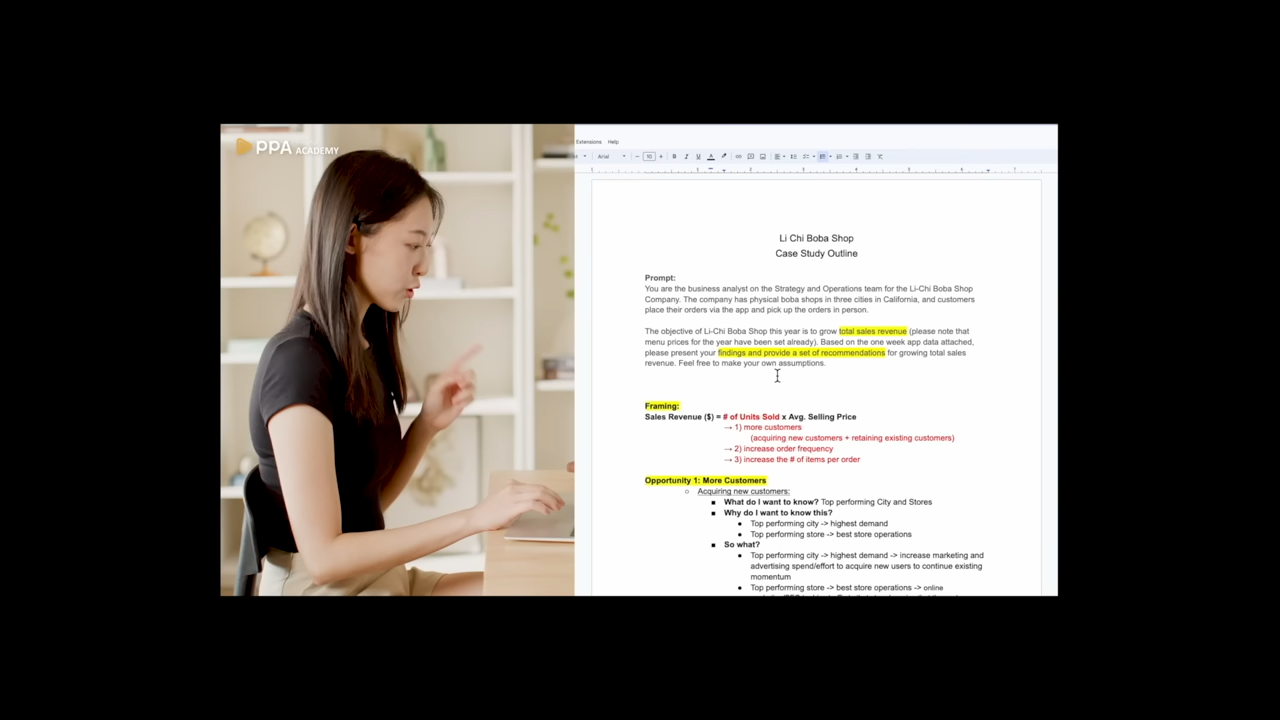 PPA ACADEMY
Extensions Help
Arial
10
Li Chi Boba Shop
Case Study Outline
Prompt:
You are the business analyst on the Strategy and Operations team for the Li-Chi Boba Shop
Company. The company has physical boba shops in three cities in California, and customers
place their orders via the app and pick up the orders in person.
The objective of Li-Chi Boba Shop this year is to grow total sales revenue (please note that
menu prices for the year have been set already). Based on the one week app data attached,
please present your findings and provide a set of recommendations for growing total sales
revenue. Feel free to make your own assumptions.
Framing:
Sales Revenue ($) = # of Units Sold x Avg. Selling Price
→ 1) more customers
(acquiring new customers + retaining existing customers)
→ 2) increase order frequency
→ 3) increase the # of items per order
Opportunity 1: More Customers
○ Acquiring new customers:
■ What do I want to know? Top performing City and Stores
■ Why do I want to know this?
● Top performing city -> highest demand
● Top performing store -> best store operations
■ So what?
● Top performing city -> highest demand -> increase marketing and
advertising spend/effort to acquire new users to continue existing
momentum
● Top performing store -> best store operations -> online